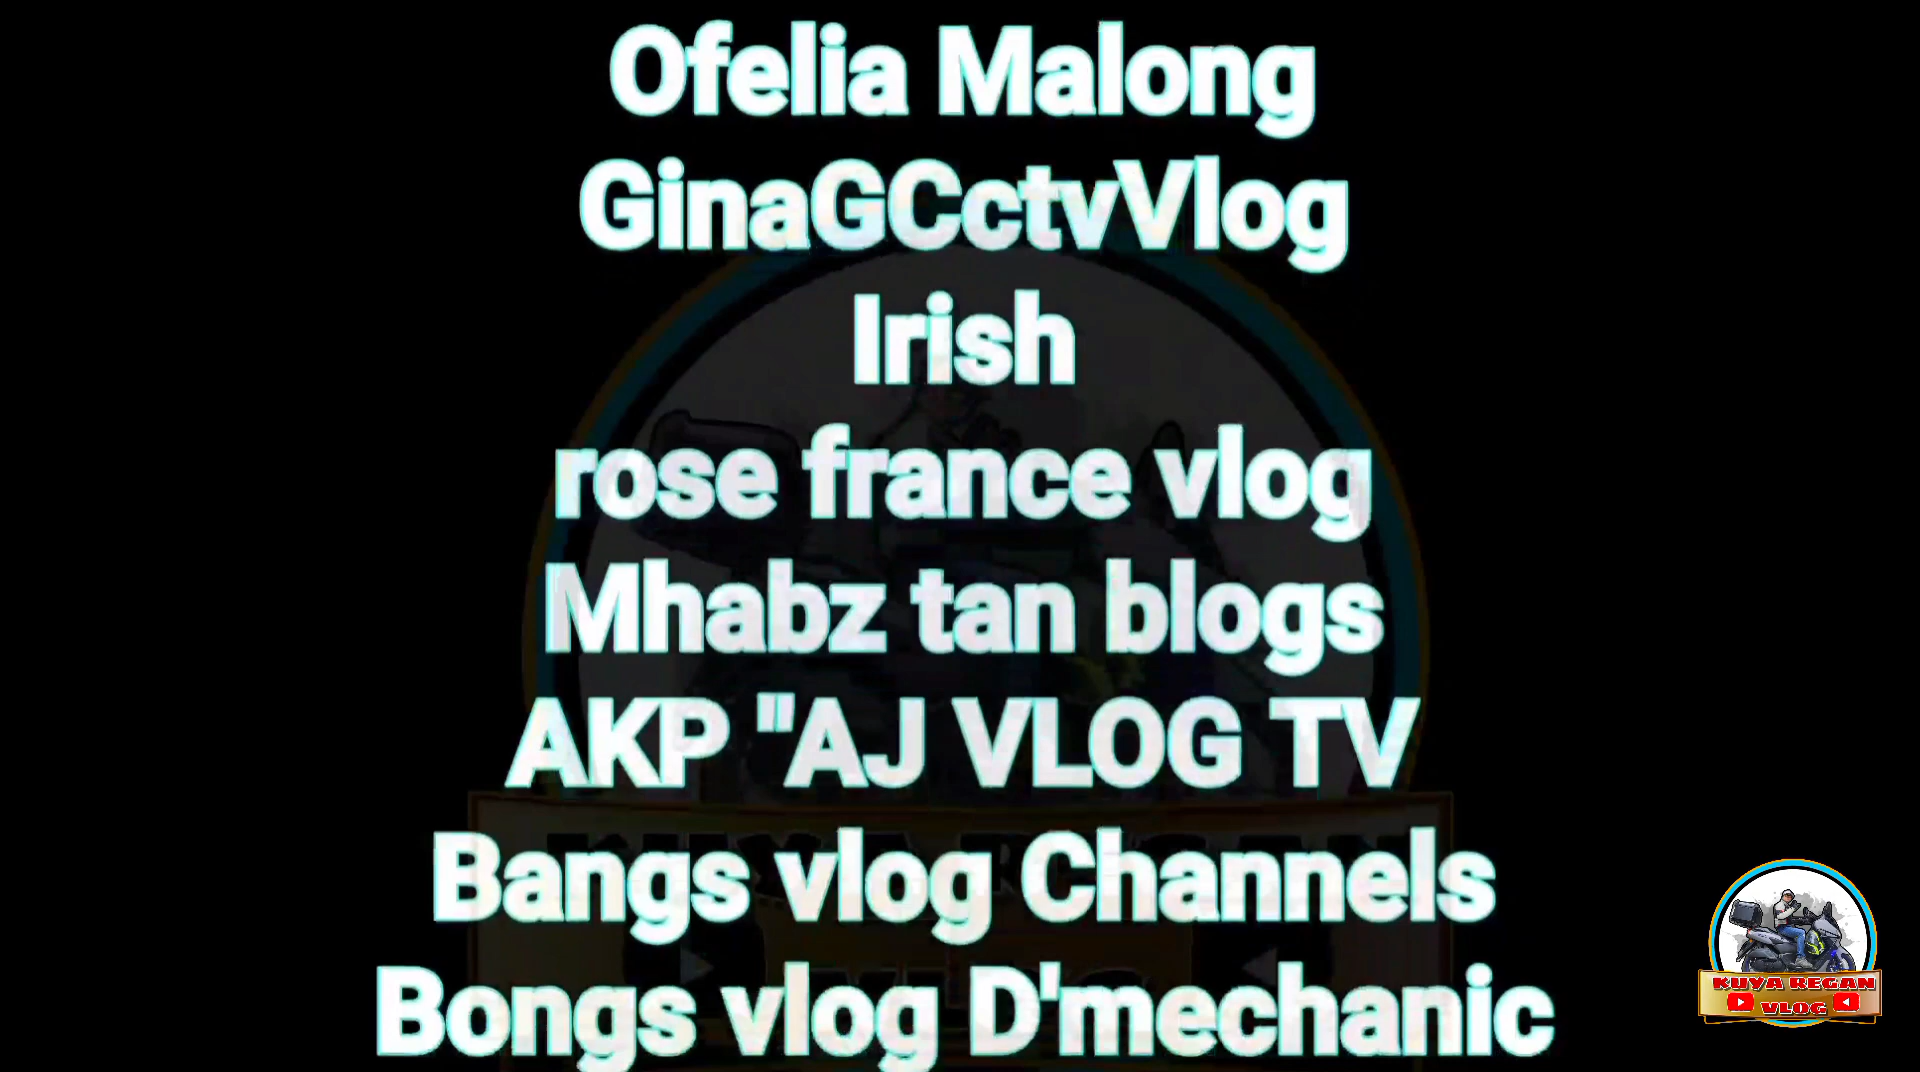 Ofelia Malong
GinaGCctvVlog
Irish
rose france vlog
Mhabz tan blogs
AKP "AJ VLOG TV
Bangs vlog Channels
Bongs vlog D'mechanic
KUYA REGAN
VLOG